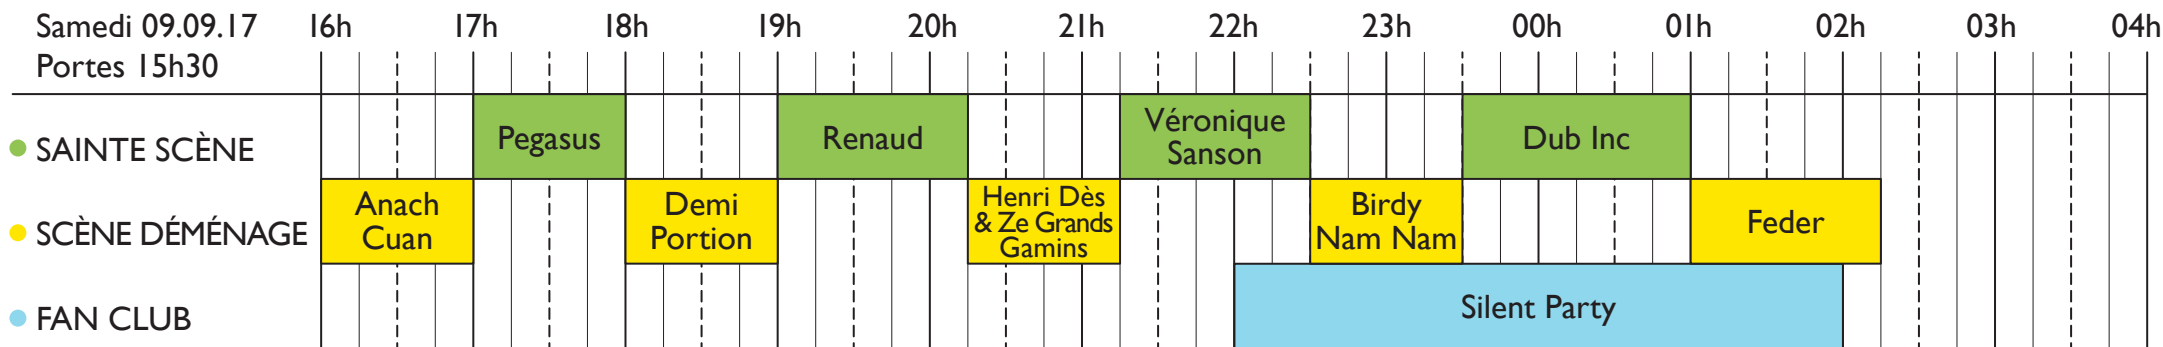 Samedi 09.09.17
Portes 15h30
16h 17h 18h 19h 20h 21h 22h 23h 00h 01h 02h 03h 04h
SAINTE SCÈNE
Pegasus
Renaud
Véronique
Sanson
Dub Inc
SCÈNE DÉMÉNAGE
Anach
Cuan
Demi
Portion
Henri Dès
& Ze Grands
Gamins
Birdy
Nam Nam
Feder
FAN CLUB
Silent Party